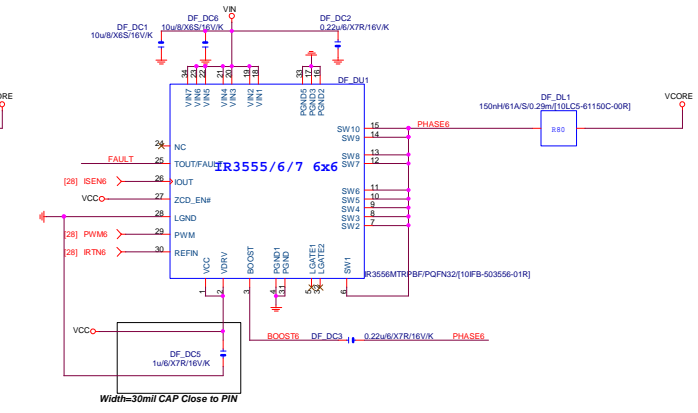 VIN
DF_DC1
10u/8/X6S/16V/K
DF_DC6
10u/8/X6S/16V/K
DF_DC2
0.22u/6/X7R/16V/K
34
23
22
21
20
19
18
33
17
16
DF_DU1
VIN7
VIN6
VIN5
VIN4
VIN3
VIN2
VIN1
PGND5
PGND3
PGND2
DF_DL1
150nH/61A/S/0.29m/[10LC5-61150C-00R]
ORE
VCORE
R80
PHASE6
SW10 15
SW9 14
SW8 13
SW7 12
SW6 11
SW5 10
SW4 9
SW3 8
SW2 7
24 NC
FAULT 25 TOUT/FAULT
IR3555/6/7 6x6
[28] ISEN6 26 IOUT
VCC 27 ZCD_EN#
28 LGND
[28] PWM6 29 PWM
[28] IRTN6 30 REFIN
VCC
VDRV
BOOST
PGND1
PGND
LGATE1
LGATE2
SW1
IR3556MTRPBF/PQFN32/[10IFB-503556-01R]
1
2
3
4
31
5
6
VCC
DF_DC5
1u/6/X7R/16V/K
BOOST6
DF_DC3
0.22u/6/X7R/16V/K
PHASE6
Width=30mil CAP Close to PIN